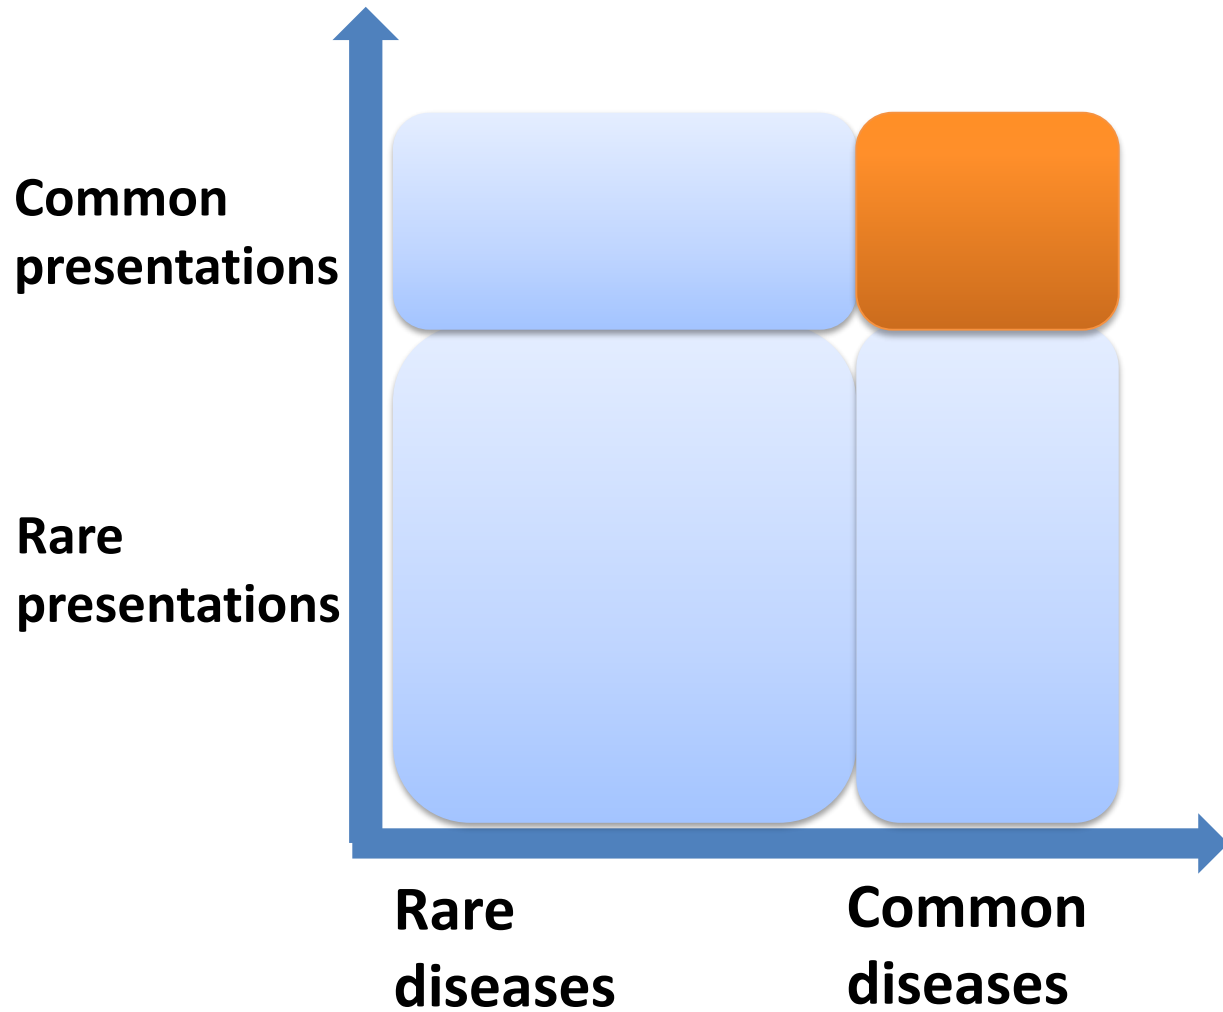 Common
presentations
Rare
presentations
Rare
diseases
Common
diseases